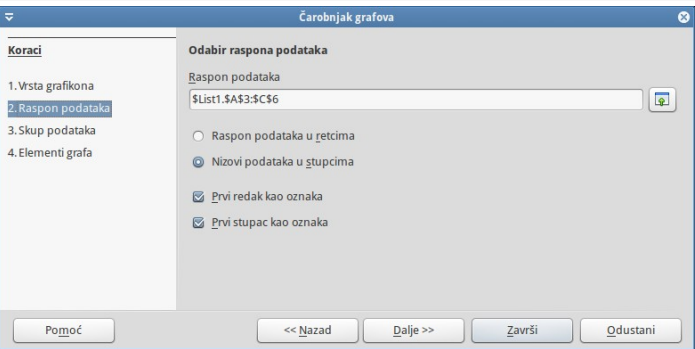 Čarobnjak grafova
Koraci
1. Vrsta grafikona
2. Raspon podataka
3. Skup podataka
4. Elementi grafa
Odabir raspona podataka
Raspon podataka
$List1.$A$3:$C$6
Raspon podataka u retcima
Nizovi podataka u stupcima
Prvi redak kao oznaka
Prvi stupac kao oznaka
Pomoć
<< Nazad
Dalje >>
Završi
Odustani